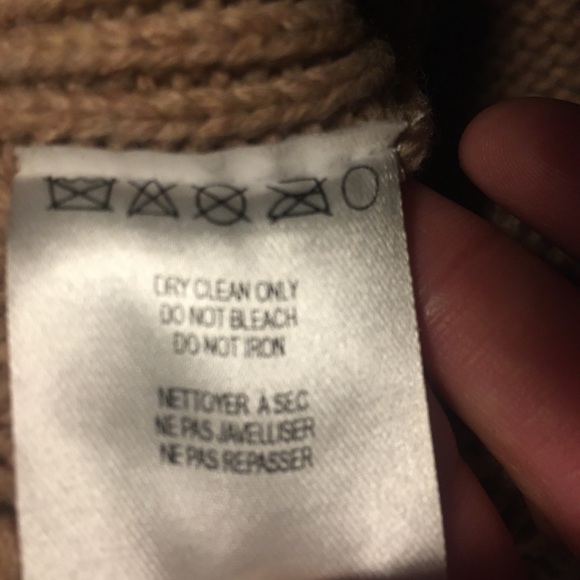 DRY CLEAN ONLY
DO NOT BLEACH
DO NOT IRON
NETTOYER A SEC
NE PAS JAVELLISER
NE PAS REPASSER